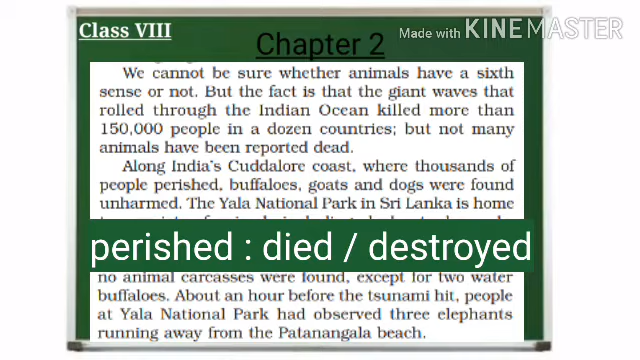 Class VIII
Chapter 2
Made with KINEMASTER
We cannot be sure whether animals have a sixth
sense or not. But the fact is that the giant waves that
rolled through the Indian Ocean killed more than
150,000 people in a dozen countries; but not many
animals have been reported dead.
Along India's Cuddalore coast, where thousands of
people perished, buffaloes, goats and dogs were found
unharmed. The Yala National Park in Sri Lanka is home
perished : died / destroyed
no animal carcasses were found, except for two water
buffaloes. About an hour before the tsunami hit, people
at Yala National Park had observed three elephants
running away from the Patanangala beach.